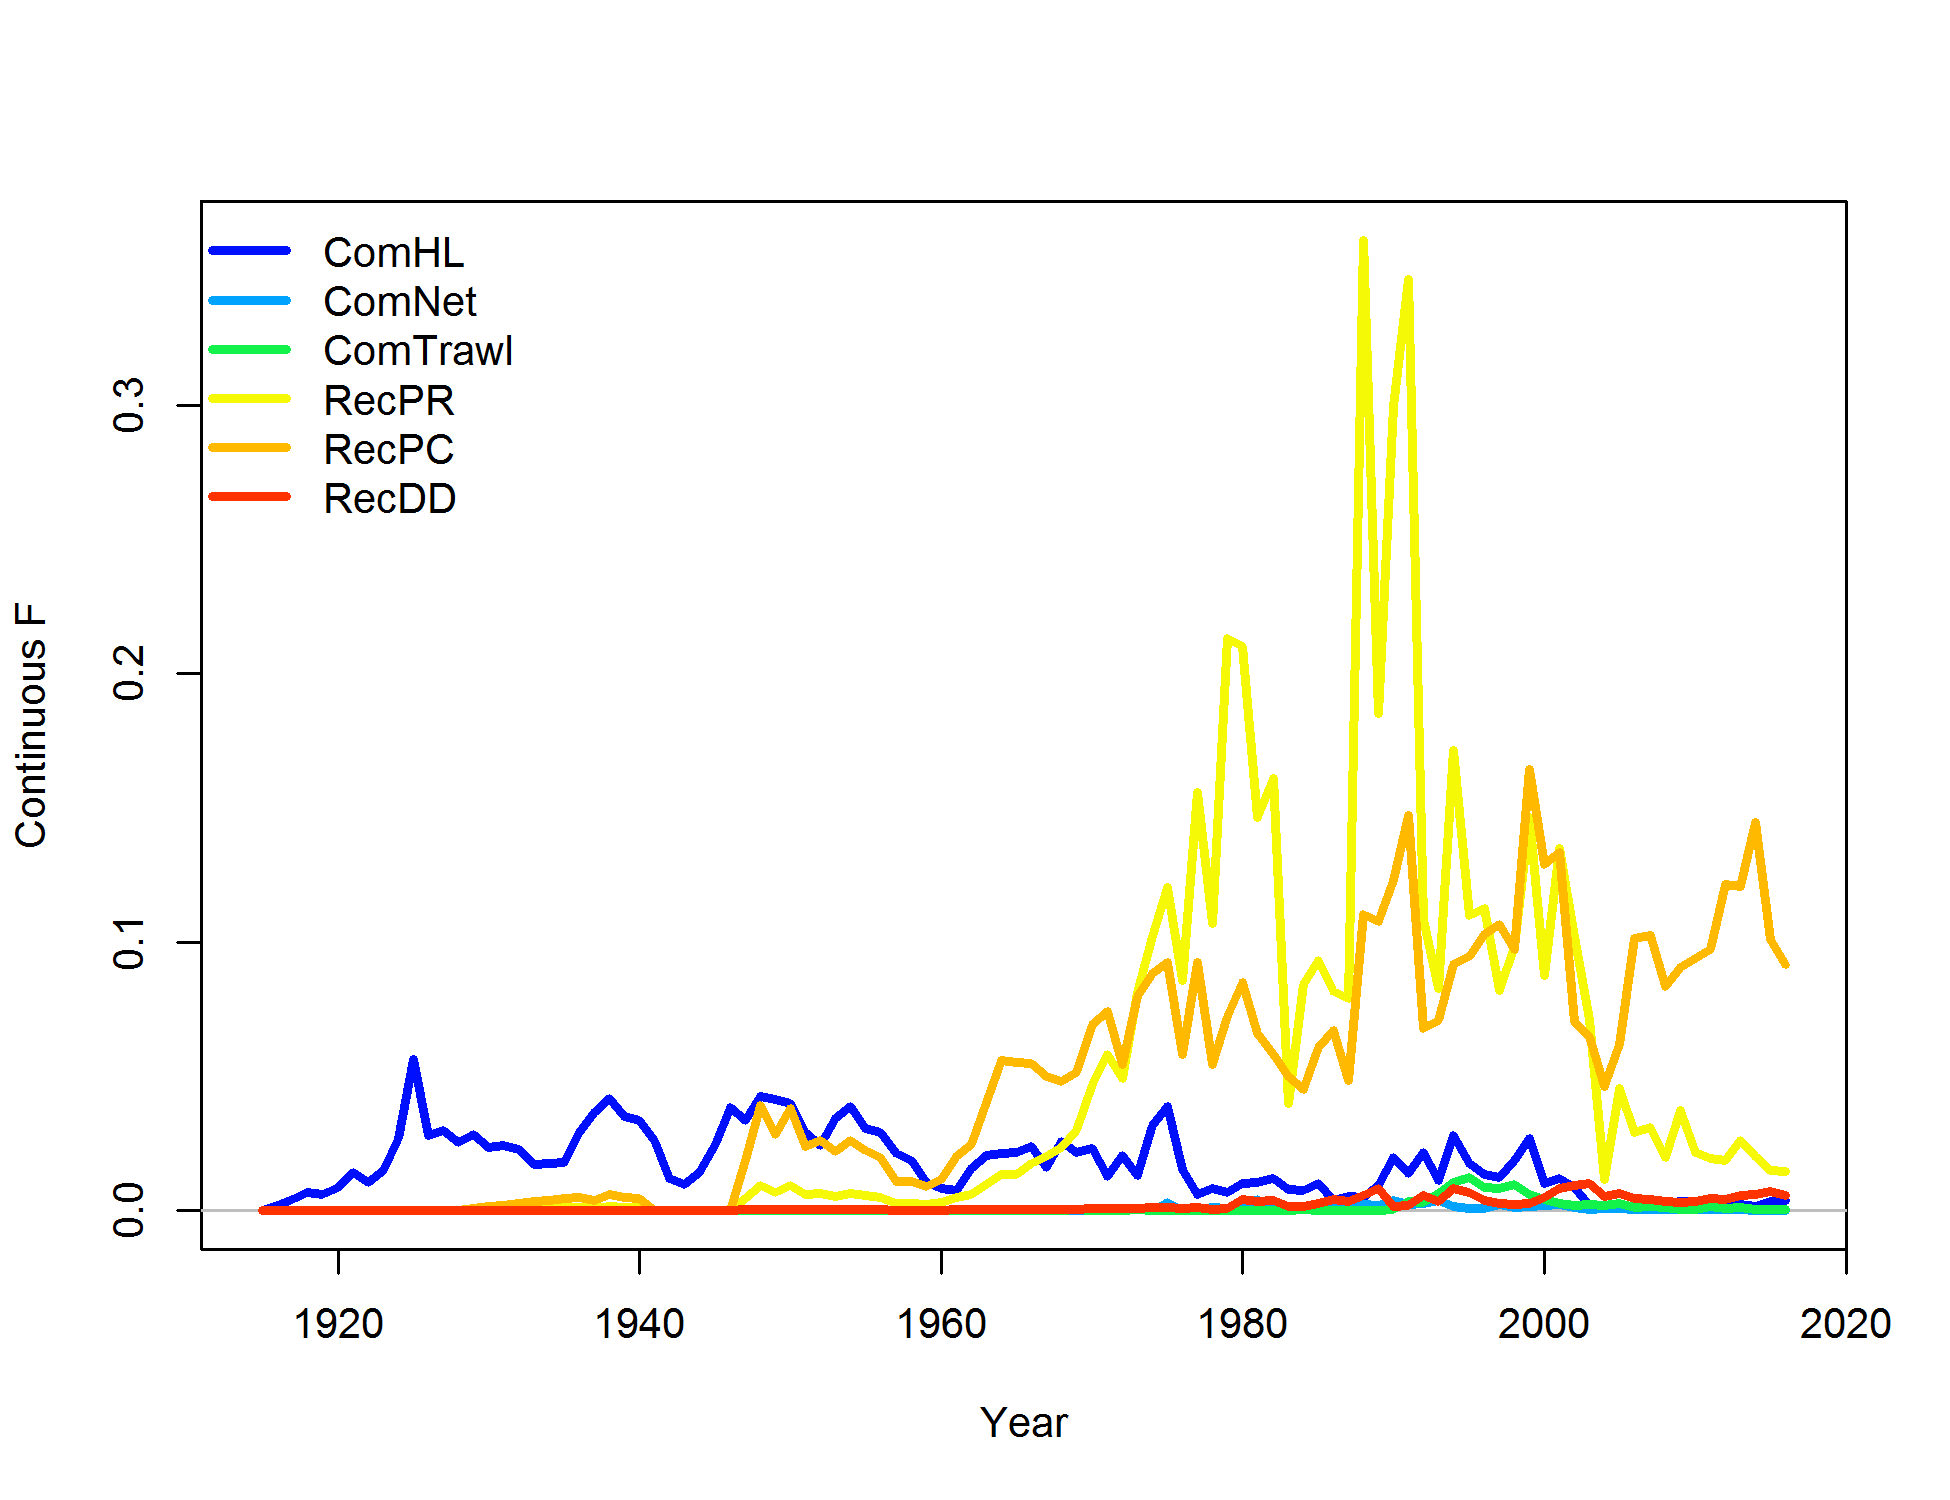 ComHL
ComNet
ComTrawl
RecPR
RecPC
RecDD
Continuous F
0.3
0.2
0.1
0.0
1920 1940 1960 1980 2000 2020
Year